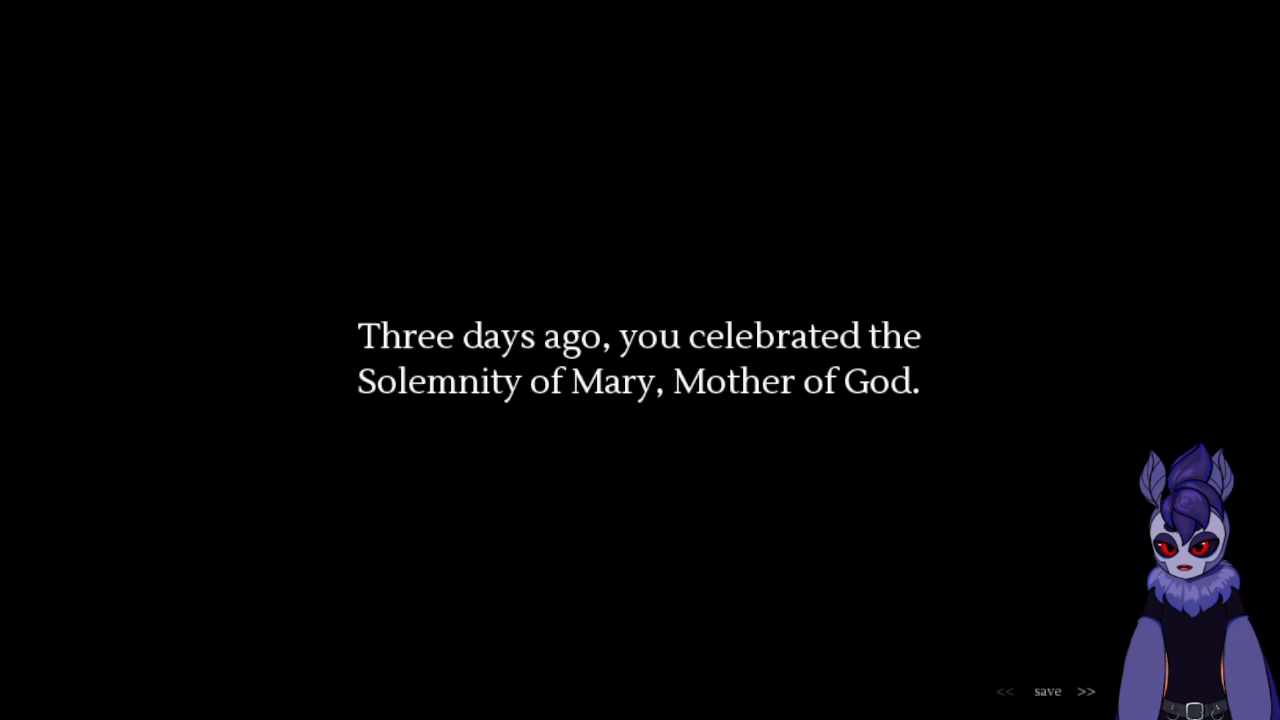 Three days ago, you celebrated the
Solemnity of Mary, Mother of God.
<< save >>